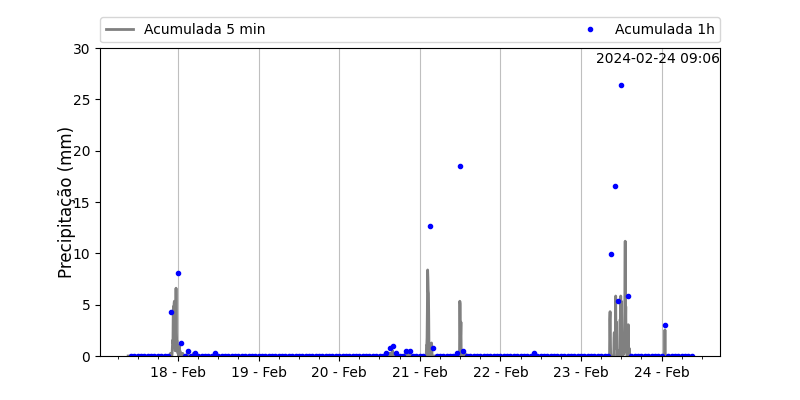 Acumulada 5 min
Acumulada 1h
2024-02-24 09:06
Precipitação (mm)
30
25
20
15
10
5
0
18 - Feb
19 - Feb
20 - Feb
21 - Feb
22 - Feb
23 - Feb
24 - Feb